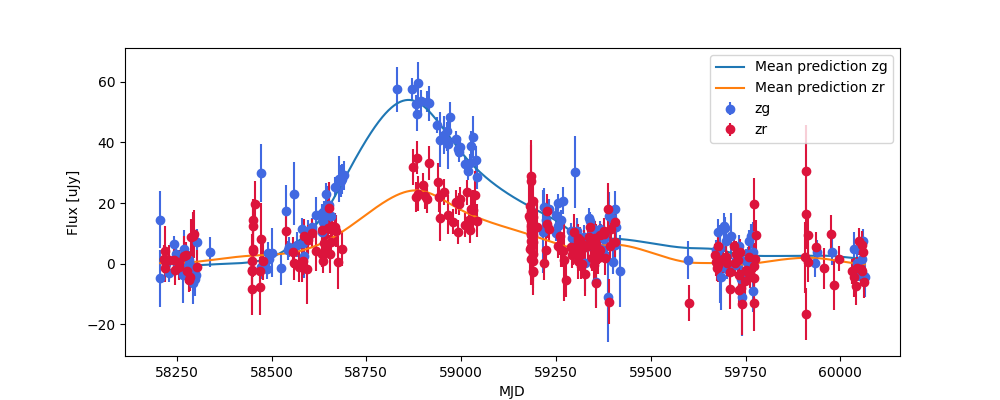 Mean prediction zg
Mean prediction zr
zg
zr
Flux [uJy]
60
40
20
0
−20
58250 58500 58750 59000 59250 59500 59750 60000
MJD